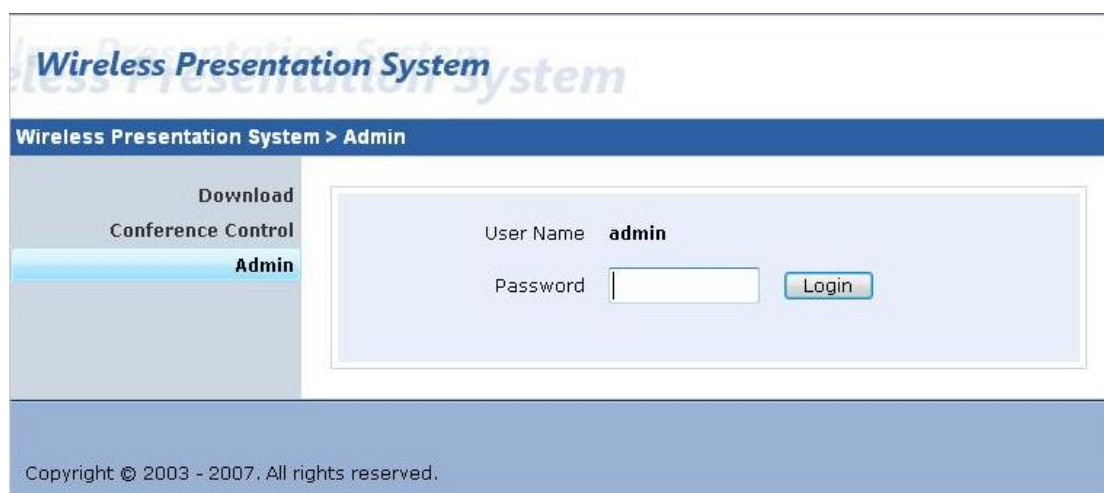 Wireless Presentation System
Wireless Presentation System > Admin
Download
Conference Control
Admin
User Name admin
Password Login
Copyright © 2003 - 2007. All rights reserved.